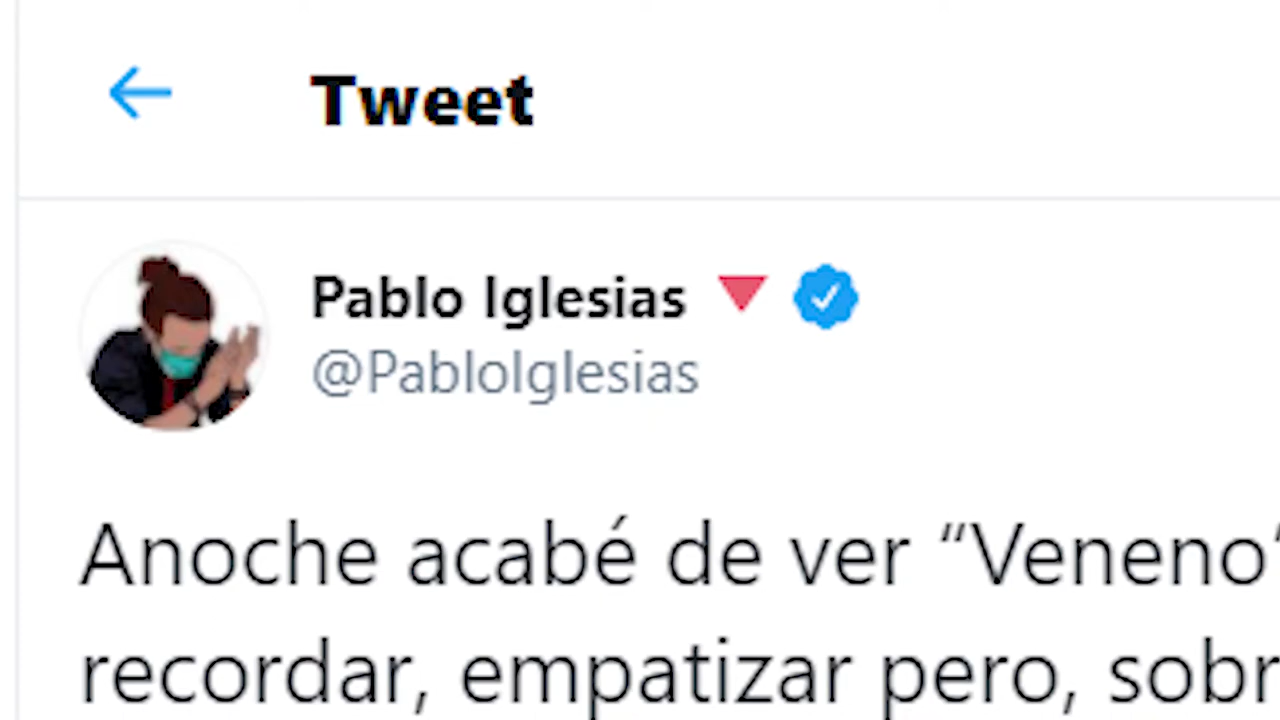 Tweet
Pablo Iglesias
@PabloIglesias
Anoche acabé de ver “Veneno”
recordar, empatizar pero,